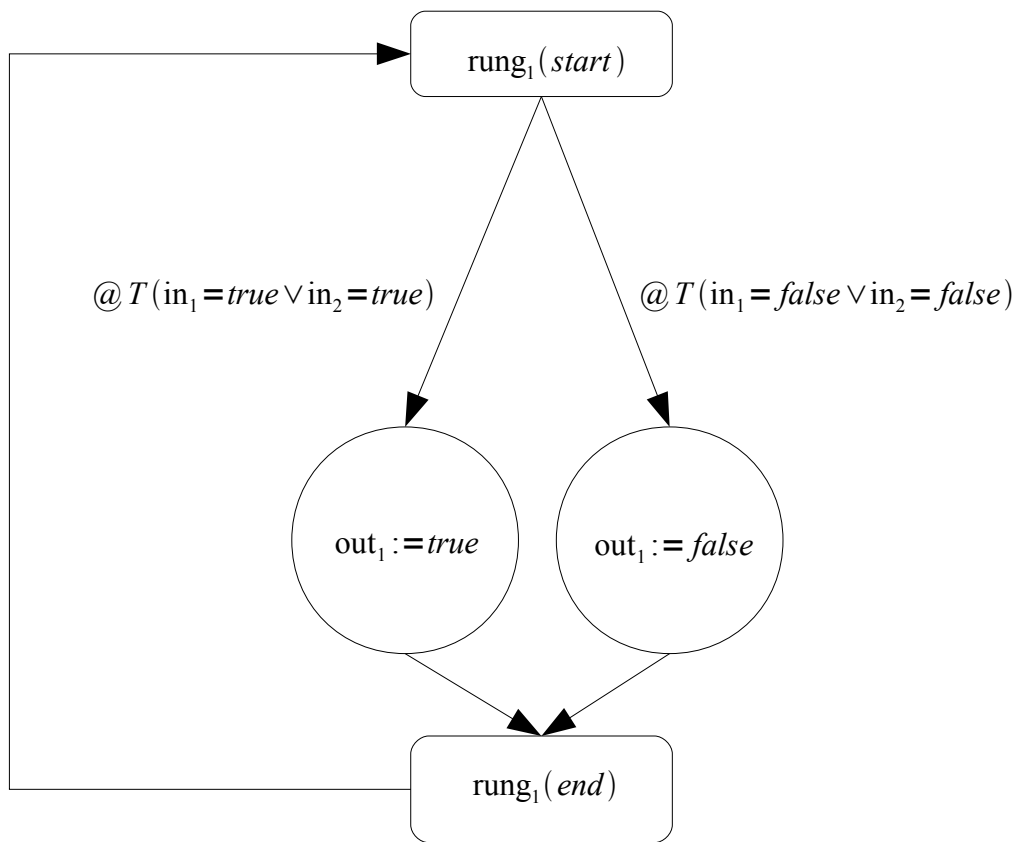 rung₁(start)
@T(in₁=true∨in₂=true)
@T(in₁=false∨in₂=false)
out₁:=true
out₁:=false
rung₁(end)